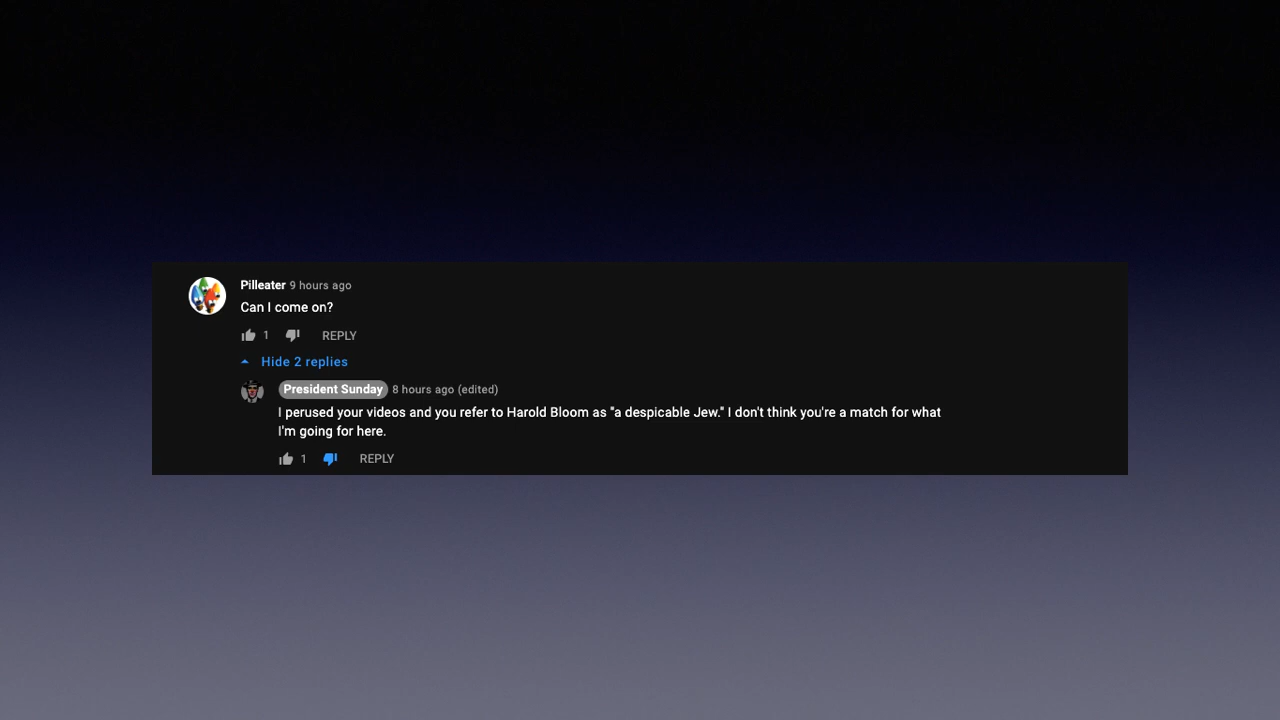 Pilleater 9 hours ago
Can I come on?
1 REPLY
Hide 2 replies
President Sunday 8 hours ago (edited)
I perused your videos and you refer to Harold Bloom as "a despicable Jew." I don't think you're a match for what
I'm going for here.
1 REPLY